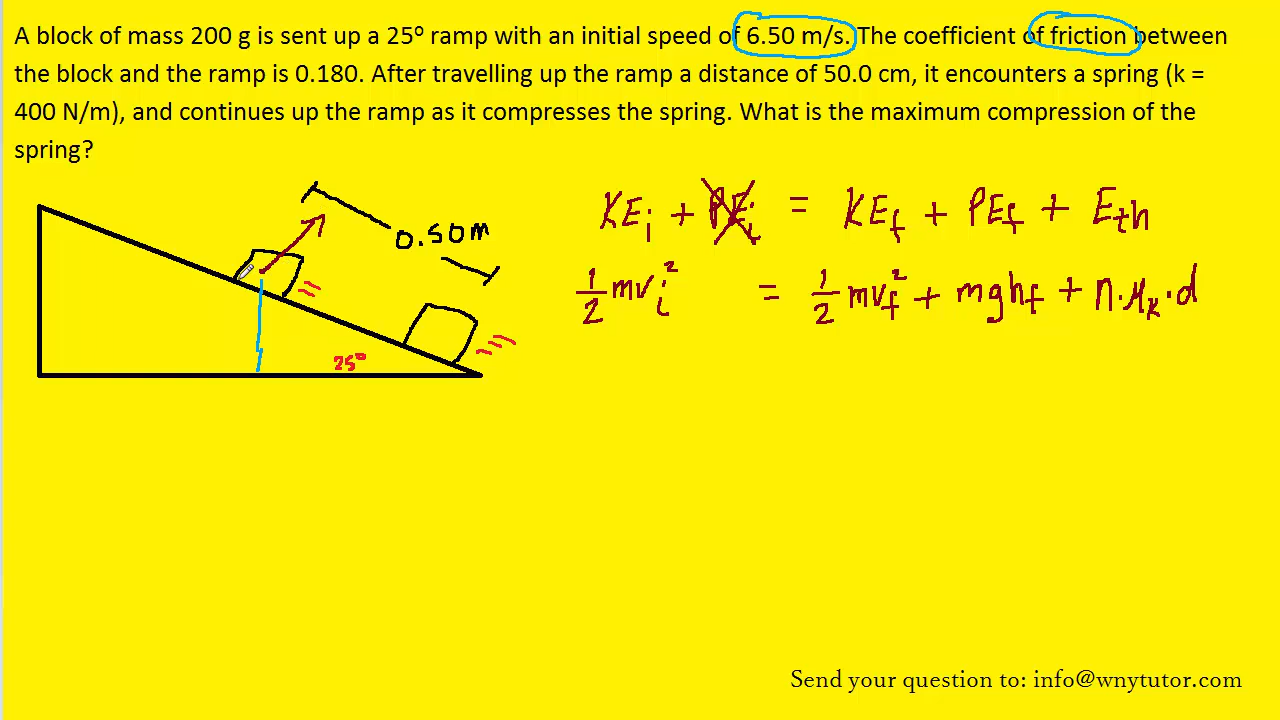 A block of mass 200 g is sent up a 25º ramp with an initial speed of 6.50 m/s. The coefficient of friction between
the block and the ramp is 0.180. After travelling up the ramp a distance of 50.0 cm, it encounters a spring (k =
400 N/m), and continues up the ramp as it compresses the spring. What is the maximum compression of the
spring?
KEi + PEi = KEf + PEf + Eth
0.50m
1/2 mvi² = 1/2 mvf² + mghf + n·μk·d
25º
Send your question to: info@wnytutor.com